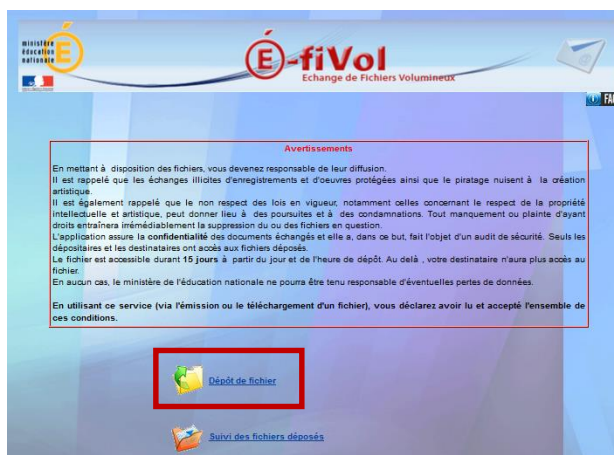 ministère
éducation
nationale
É
É-fiVol
Echange de Fichiers Volumineux
FAQ
Avertissements
En mettant à disposition des fichiers, vous devenez responsable de leur diffusion.
Il est rappelé que les échanges illicites d'enregistrements et d'oeuvres protégées ainsi que le piratage nuisent à la création
artistique.
Il est également rappelé que le non respect des lois en vigueur, notamment celles concernant le respect de la propriété
intellectuelle et artistique, peut donner lieu à des poursuites et à des condamnations. Tout manquement ou plainte d'ayant
droits entraînera irrémédiablement la suppression du ou des fichiers en question.
L'application assure la confidentialité des documents échangés et elle a, dans ce but, fait l'objet d'un audit de sécurité. Seuls les
dépositaires et les destinataires ont accès aux fichiers déposés.
Le fichier est accessible durant 15 jours à partir du jour et de l'heure de dépôt. Au delà , votre destinataire n'aura plus accès au
fichier.
En aucun cas, le ministère de l'éducation nationale ne pourra être tenu responsable d'éventuelles pertes de données.
En utilisant ce service (via l'émission ou le téléchargement d'un fichier), vous déclarez avoir lu et accepté l'ensemble de
ces conditions.
Dépôt de fichier
Suivi des fichiers déposés